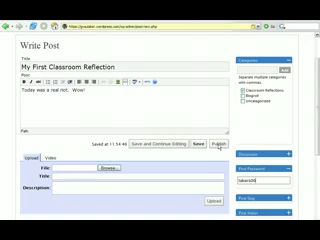 Write Post
Title
My First Classroom Reflection
Post
Today was a real hot. Wow!
Path:
Saved at 11:54:46
Save and Continue Editing
Save
Publish
Upload
Video
File:
Browse...
Title:
Description:
Upload
Categories
Add
Separate multiple categories
with commas.
Classroom Reflections
Blogroll
Uncategorized
Discussion
Post Password
Post Slug
Post Status